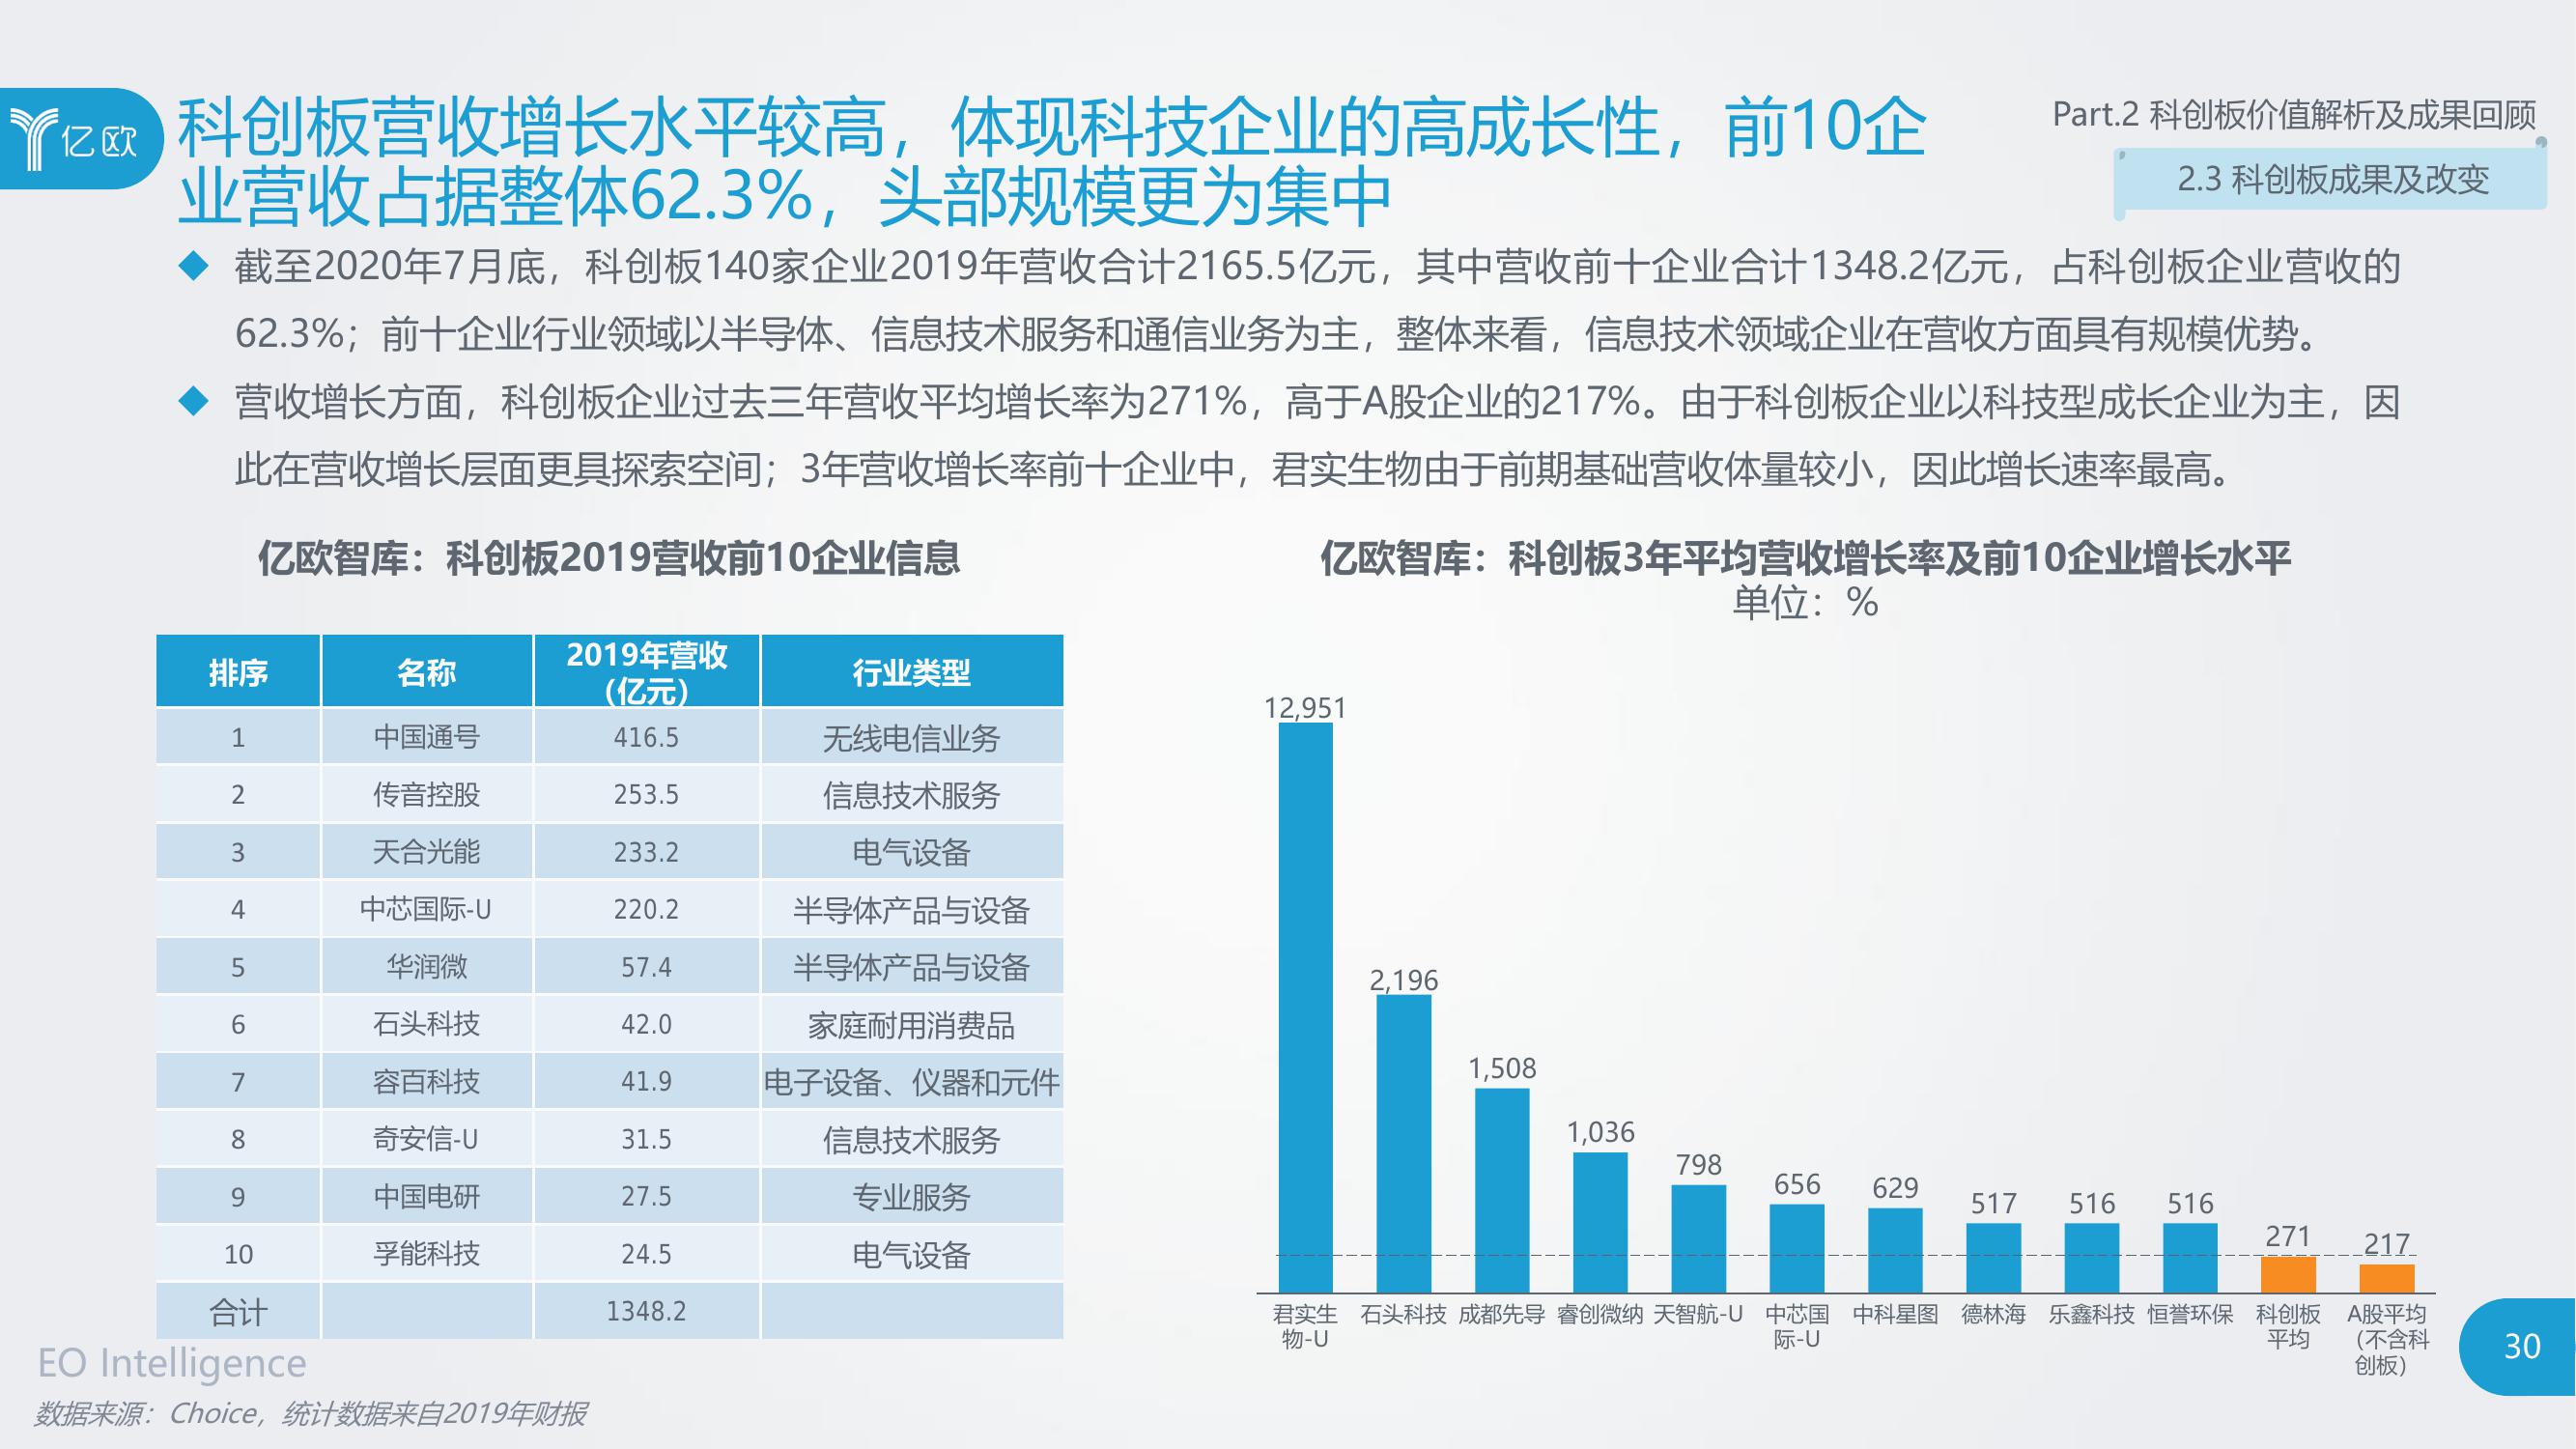 亿欧
科创板营收增长水平较高，体现科技企业的高成长性，前10企
业营收占据整体62.3%，头部规模更为集中
Part.2 科创板价值解析及成果回顾
2.3 科创板成果及改变
◆ 截至2020年7月底，科创板140家企业2019年营收合计2165.5亿元，其中营收前十企业合计1348.2亿元，占科创板企业营收的
62.3%；前十企业行业领域以半导体、信息技术服务和通信业务为主，整体来看，信息技术领域企业在营收方面具有规模优势。
◆ 营收增长方面，科创板企业过去三年营收平均增长率为271%，高于A股企业的217%。由于科创板企业以科技型成长企业为主，因
此在营收增长层面更具探索空间；3年营收增长率前十企业中，君实生物由于前期基础营收体量较小，因此增长速率最高。
亿欧智库：科创板2019营收前10企业信息
排序 名称 2019年营收（亿元） 行业类型
1 中国通号 416.5 无线电信业务
2 传音控股 253.5 信息技术服务
3 天合光能 233.2 电气设备
4 中芯国际-U 220.2 半导体产品与设备
5 华润微 57.4 半导体产品与设备
6 石头科技 42.0 家庭耐用消费品
7 容百科技 41.9 电子设备、仪器和元件
8 奇安信-U 31.5 信息技术服务
9 中国电研 27.5 专业服务
10 孚能科技 24.5 电气设备
合计 1348.2
亿欧智库：科创板3年平均营收增长率及前10企业增长水平
单位：%
12,951
2,196
1,508
1,036
798
656
629
517
516
516
271
217
君实生物-U
石头科技
成都先导
睿创微纳
天智航-U
中芯国际-U
中科星图
德林海
乐鑫科技
恒誉环保
科创板平均
A股平均（不含科创板）
EO Intelligence
数据来源：Choice，统计数据来自2019年财报
30